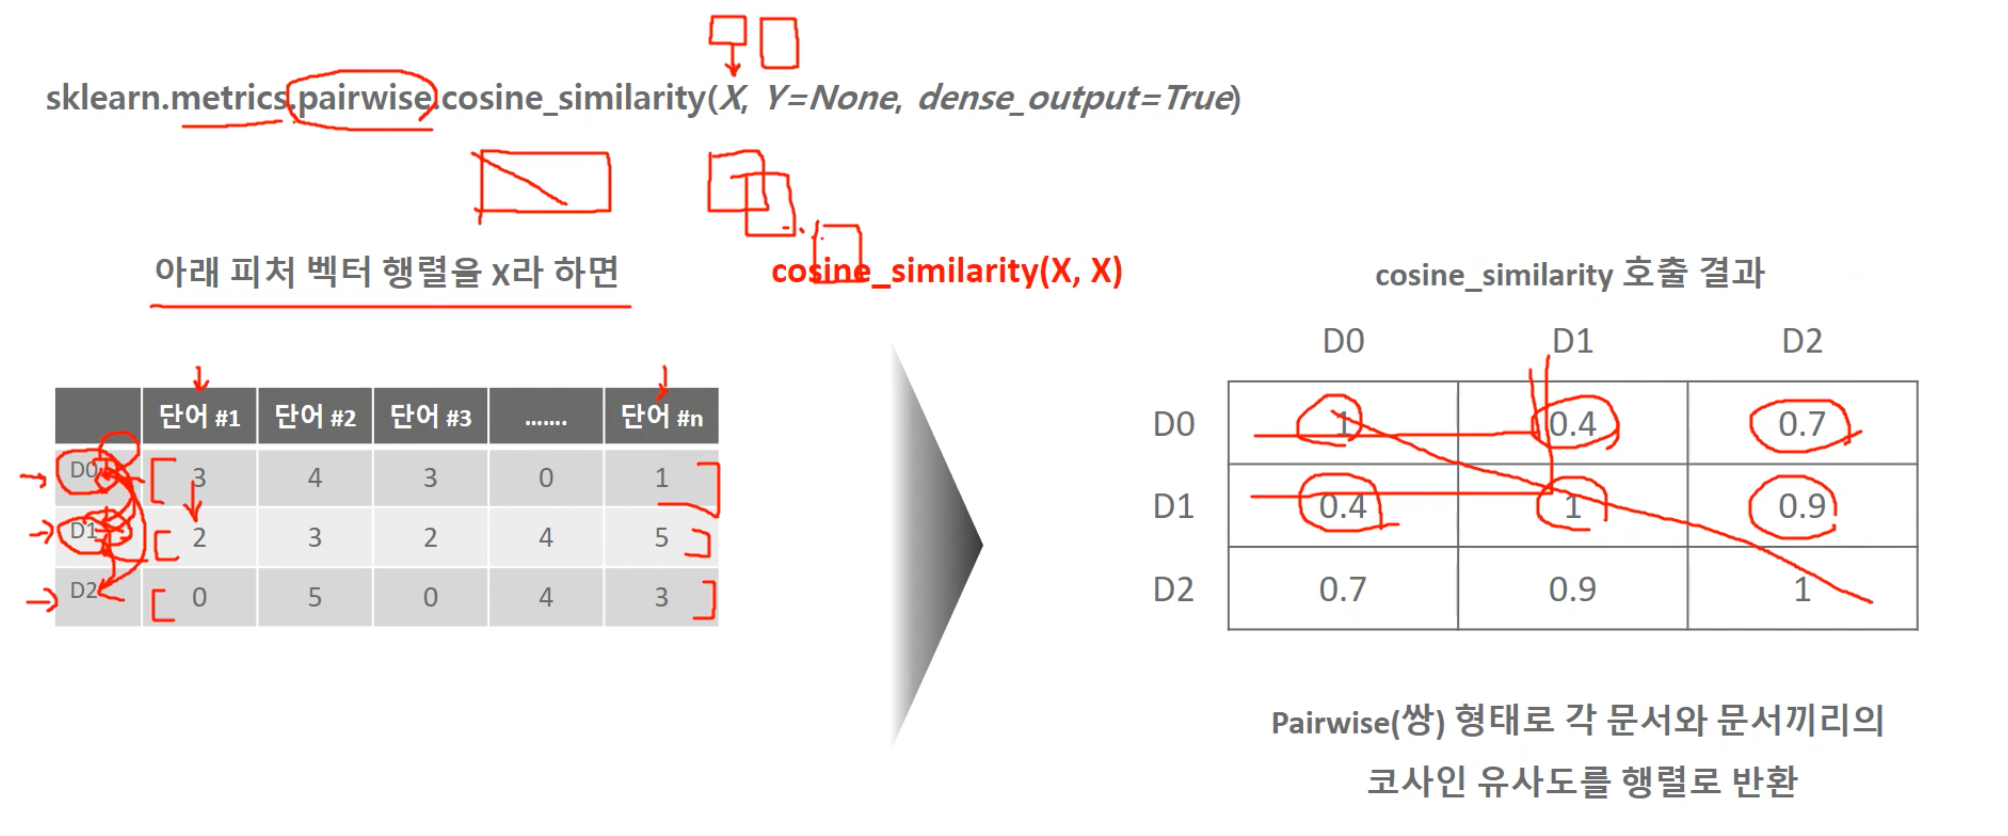 sklearn.metrics.pairwise.cosine_similarity(X, Y=None, dense_output=True)
아래 피처 벡터 행렬을 X라 하면
cosine_similarity(X, X)
cosine_similarity 호출 결과
단어 #1 단어 #2 단어 #3 ....... 단어 #n
D0 3 4 3 0 1
D1 2 3 2 4 5
D2 0 5 0 4 3
D0 D1 D2
D0 1 0.4 0.7
D1 0.4 1 0.9
D2 0.7 0.9 1
Pairwise(쌍) 형태로 각 문서와 문서끼리의
코사인 유사도를 행렬로 반환